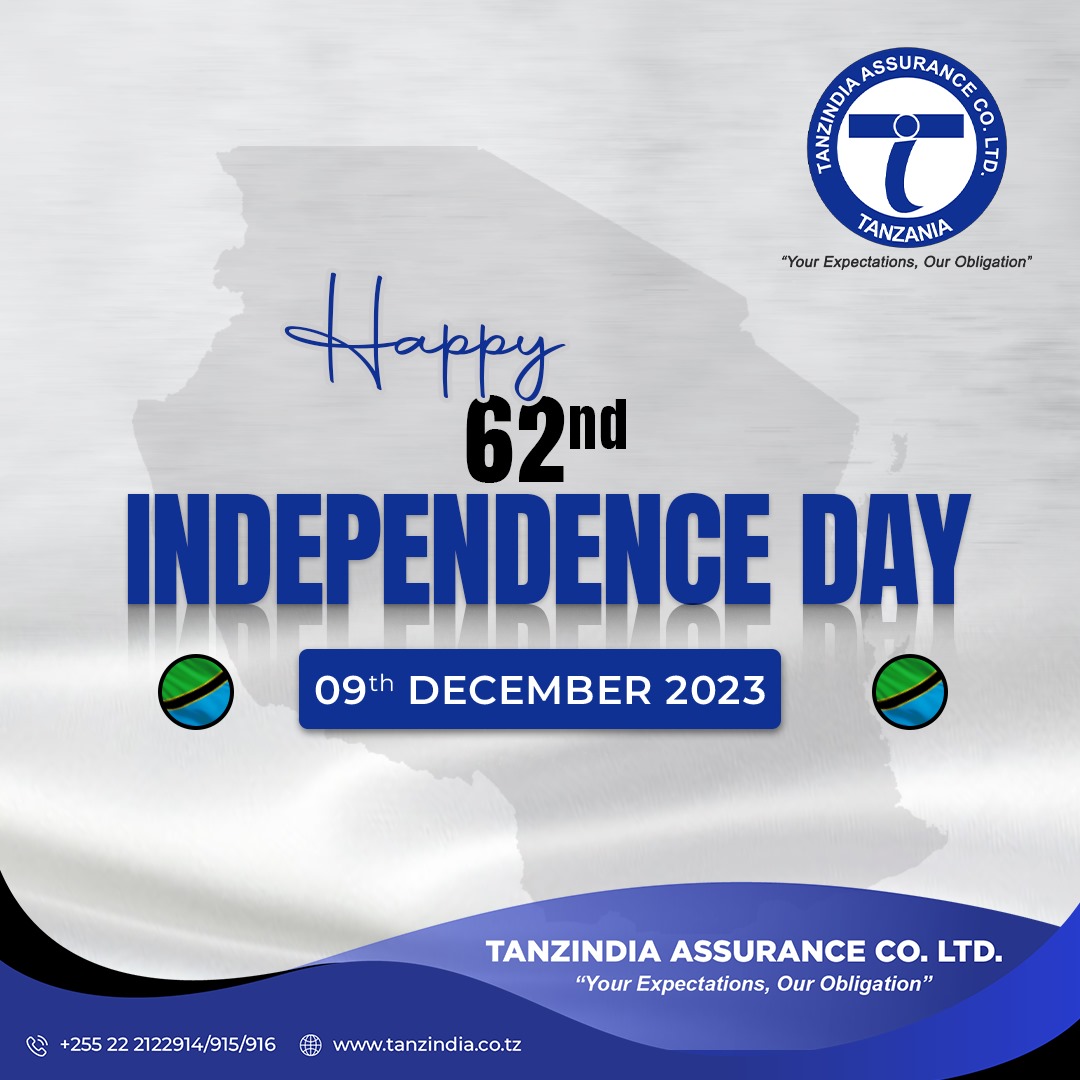 TANZINDIA ASSURANCE CO. LTD.
TANZANIA
“Your Expectations, Our Obligation”
Happy
62nd
INDEPENDENCE DAY
09th DECEMBER 2023
TANZINDIA ASSURANCE CO. LTD.
“Your Expectations, Our Obligation”
+255 22 2122914/915/916 www.tanzindia.co.tz